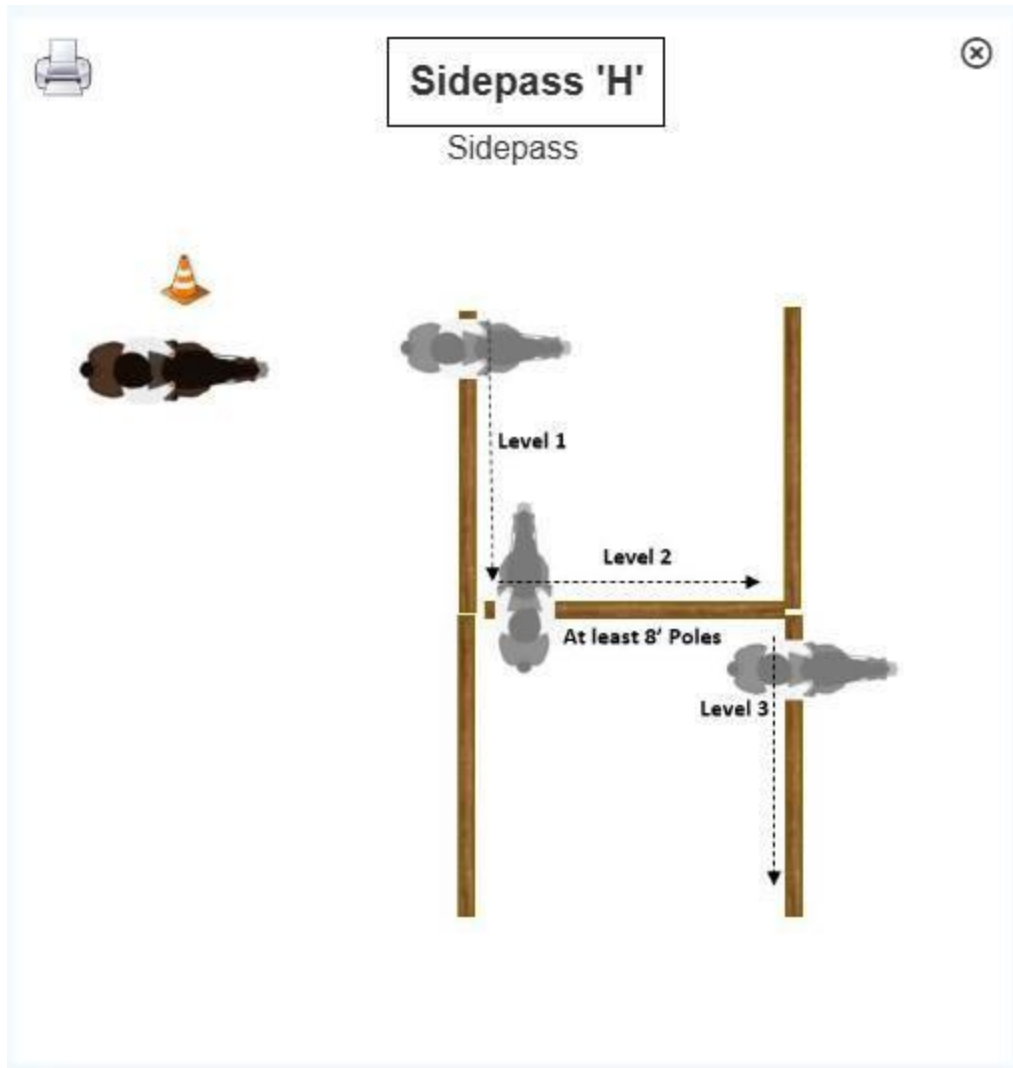 Sidepass 'H'
Sidepass
Level 1
Level 2
At least 8' Poles
Level 3